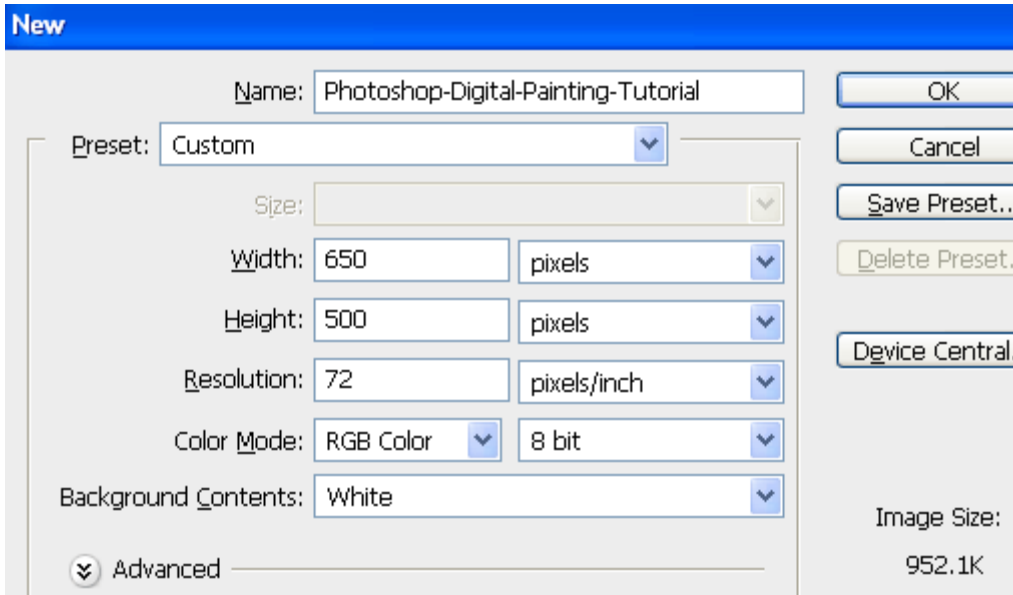 New
Name: Photoshop-Digital-Painting-Tutorial
OK
Preset: Custom
Cancel
Size:
Save Preset..
Width: 650 pixels
Delete Preset.
Height: 500 pixels
Device Central.
Resolution: 72 pixels/inch
Color Mode: RGB Color 8 bit
Background Contents: White
Image Size:
Advanced
952.1K